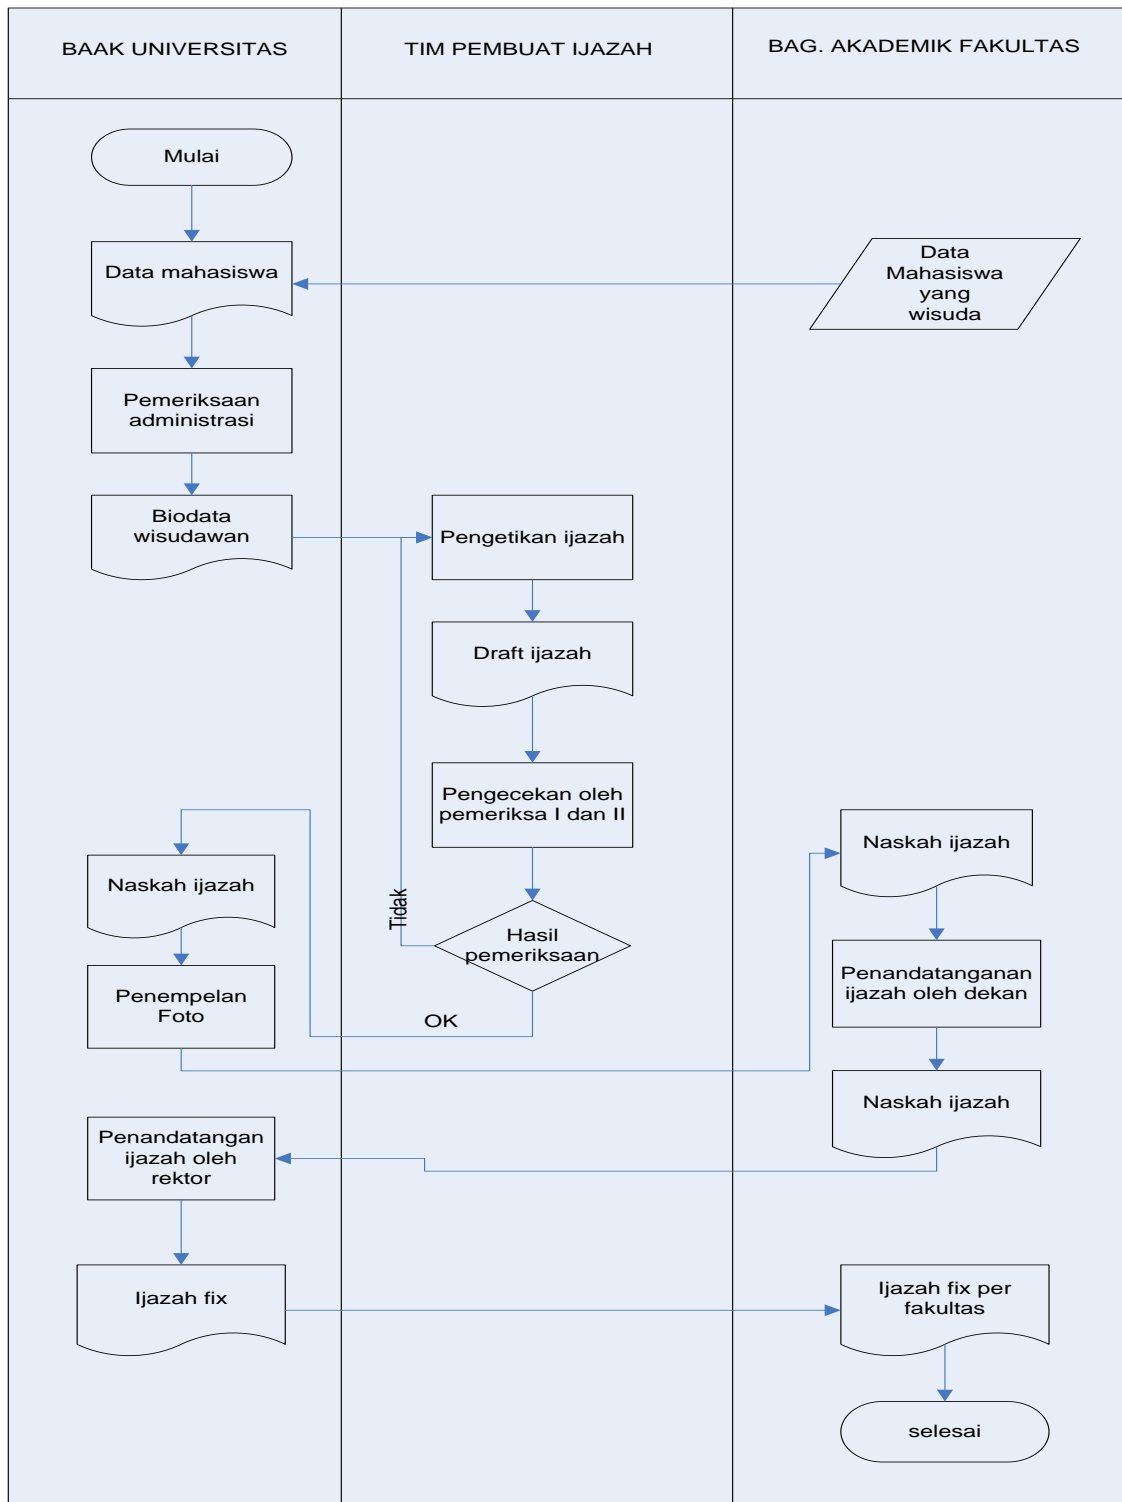 BAAK UNIVERSITAS
TIM PEMBUAT IJAZAH
BAG. AKADEMIK FAKULTAS
Mulai
Data mahasiswa
Data
Mahasiswa
yang
wisuda
Pemeriksaan
administrasi
Biodata
wisudawan
Pengetikan ijazah
Draft ijazah
Pengecekan oleh
pemeriksa I dan II
Hasil
pemeriksaan
Tidak
OK
Naskah ijazah
Penempelan
Foto
Naskah ijazah
Penandatanganan
ijazah oleh dekan
Naskah ijazah
Penandatangan
ijazah oleh
rektor
Ijazah fix
Ijazah fix per
fakultas
selesai